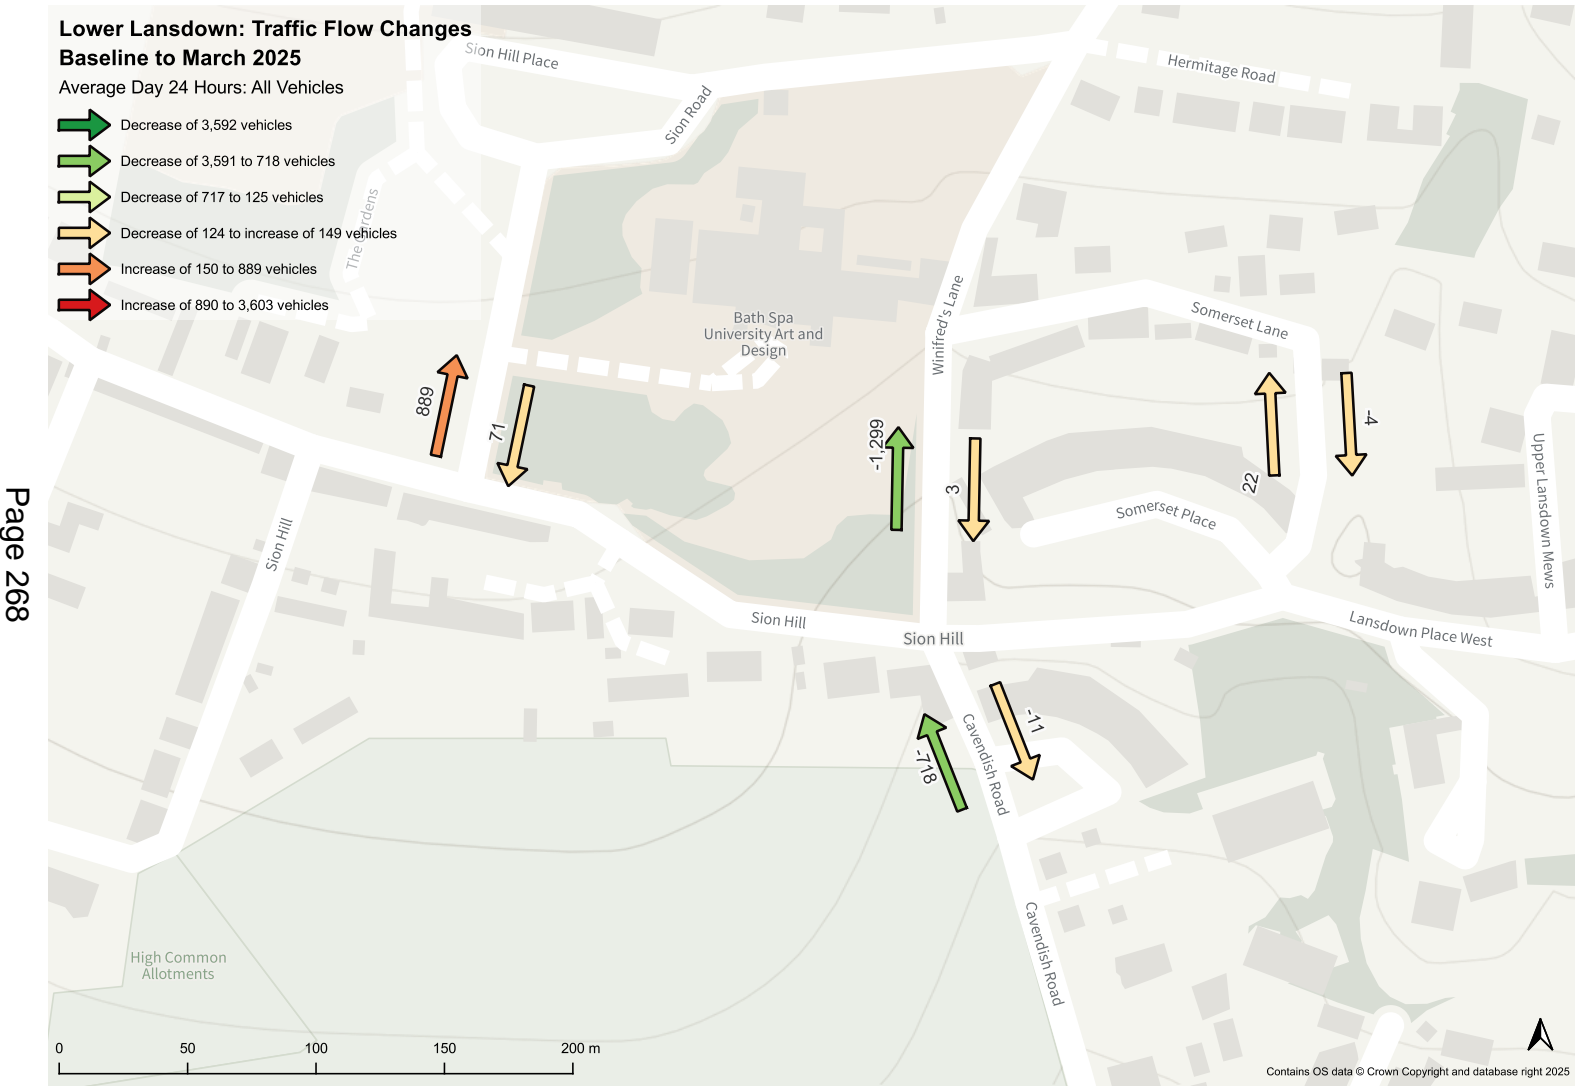 Lower Lansdown: Traffic Flow Changes
Baseline to March 2025
Average Day 24 Hours: All Vehicles
Decrease of 3,592 vehicles
Decrease of 3,591 to 718 vehicles
Decrease of 717 to 125 vehicles
Decrease of 124 to increase of 149 vehicles
Increase of 150 to 889 vehicles
Increase of 890 to 3,603 vehicles
Sion Hill Place
Sion Road
Hermitage Road
The Gardens
Bath Spa
University Art and
Design
Winifred's Lane
Somerset Lane
889
71
-1,299
3
22
-4
Somerset Place
Upper Lansdown Mews
Sion Hill
Page 268
Sion Hill
Sion Hill
Lansdown Place West
-718
-11
Cavendish Road
Cavendish Road
High Common
Allotments
0 50 100 150 200 m
Contains OS data © Crown Copyright and database right 2025